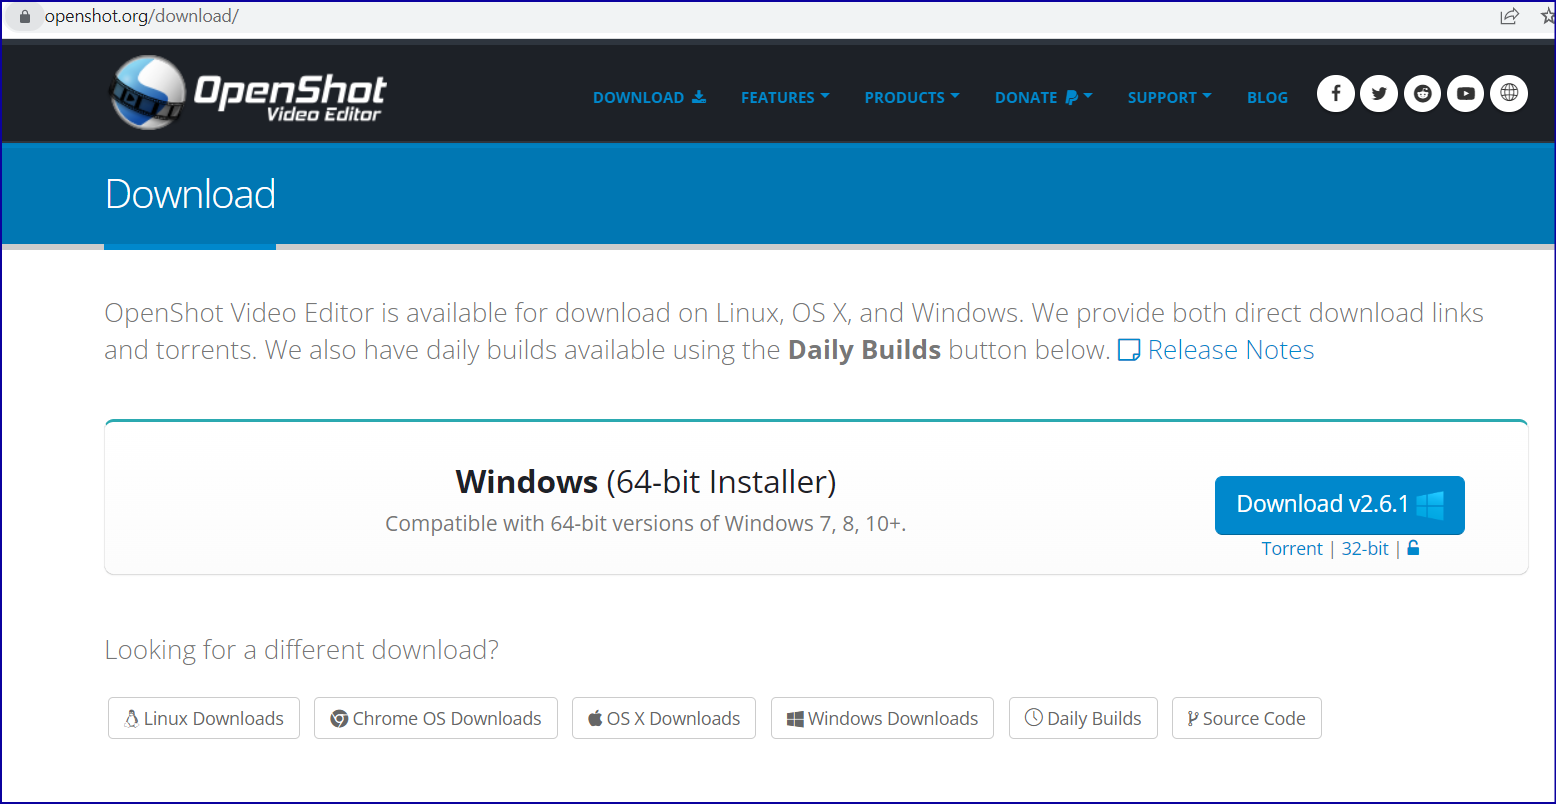 openshot.org/download/
OpenShot
Video Editor
DOWNLOAD FEATURES PRODUCTS DONATE SUPPORT BLOG
Download
OpenShot Video Editor is available for download on Linux, OS X, and Windows. We provide both direct download links
and torrents. We also have daily builds available using the Daily Builds button below. Release Notes
Windows (64-bit Installer)
Compatible with 64-bit versions of Windows 7, 8, 10+.
Download v2.6.1
Torrent | 32-bit |
Looking for a different download?
Linux Downloads Chrome OS Downloads OS X Downloads Windows Downloads Daily Builds Source Code